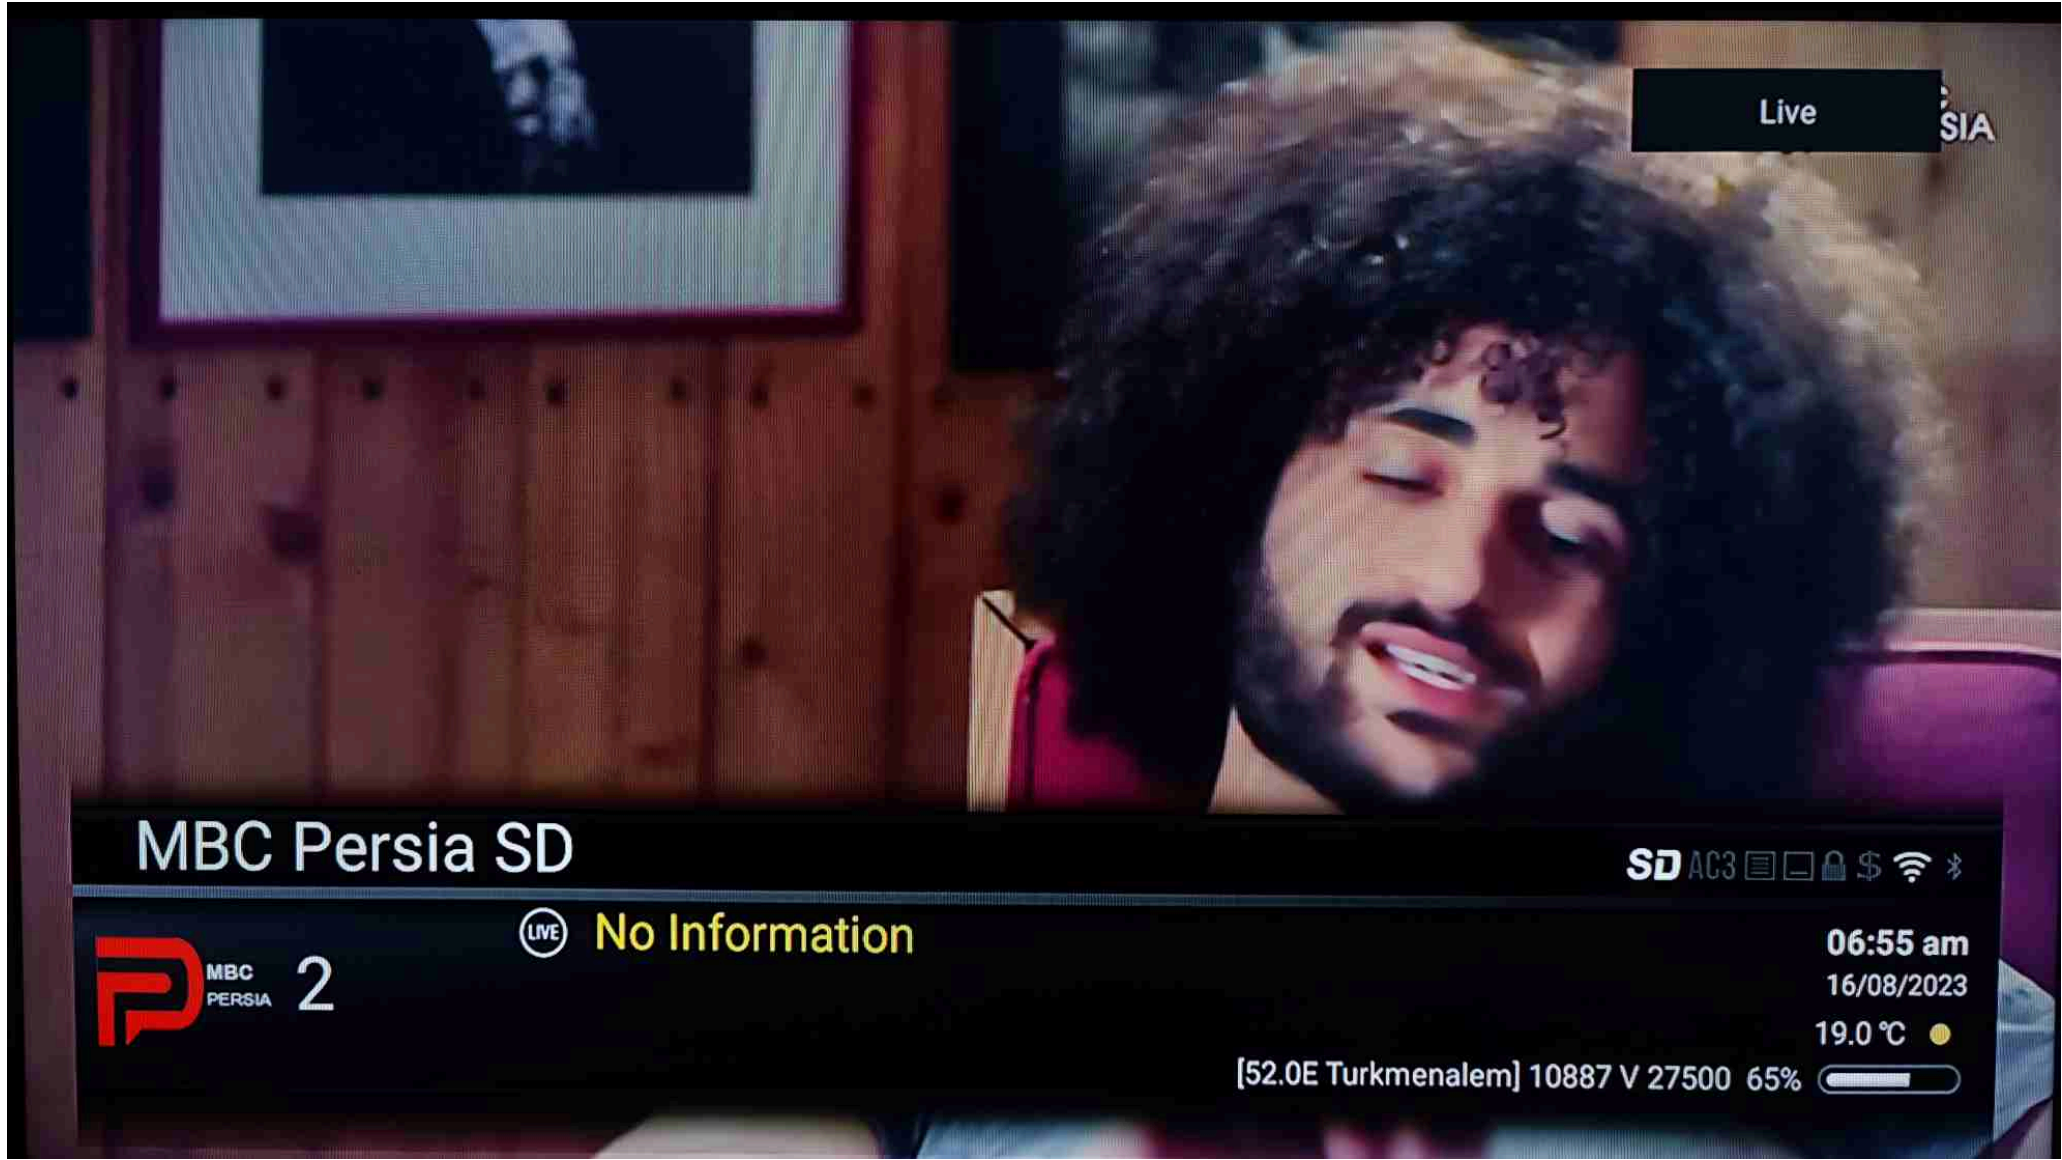 Live
SIA
MBC Persia SD
SD AC3 $
LIVE No Information
MBC
PERSIA
2
06:55 am
16/08/2023
19.0 °C
[52.0E Turkmenalem] 10887 V 27500 65%